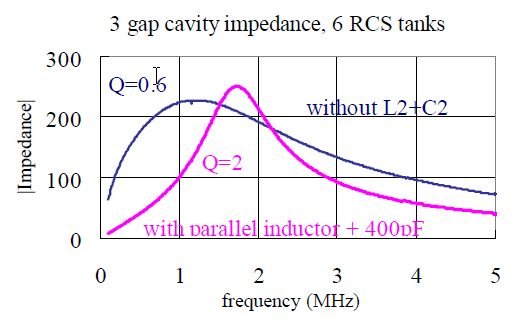 3 gap cavity impedance, 6 RCS tanks
300
Q=0.6
|Impedance|
200
without L2+C2
Q=2
100
with parallel inductor + 400pF
0
0 1 2 3 4 5
frequency (MHz)